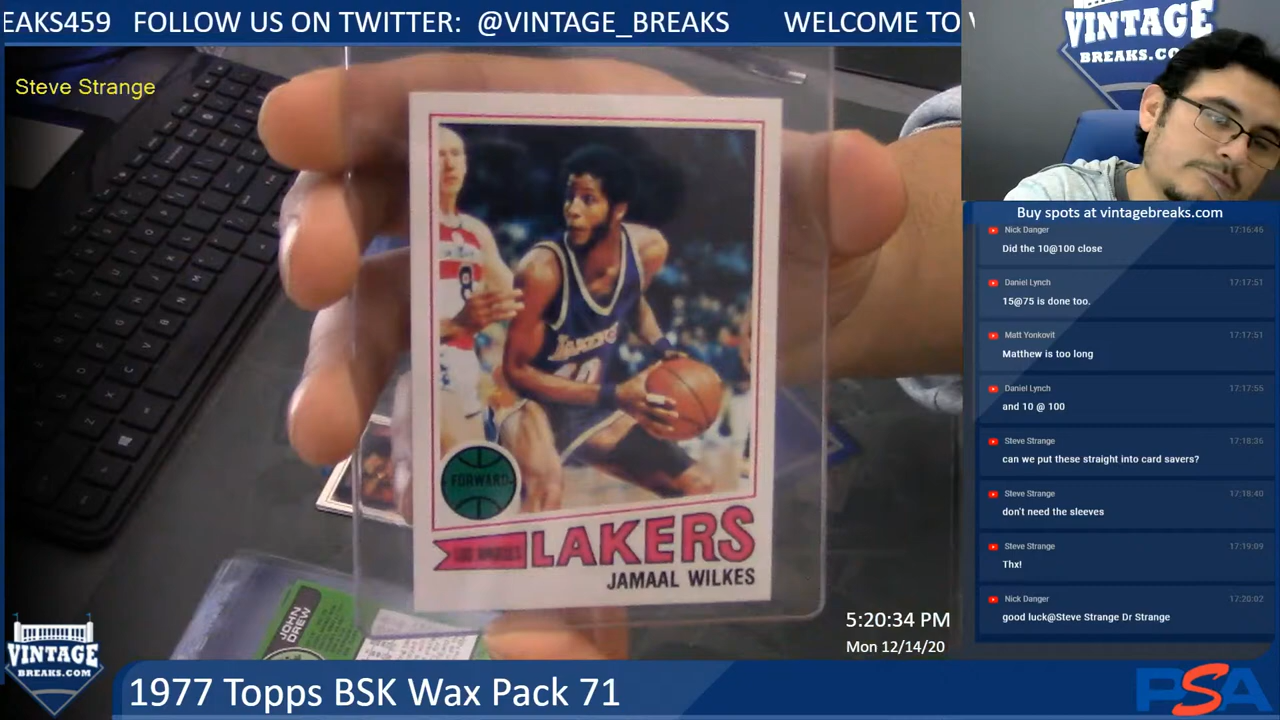 EAKS459 FOLLOW US ON TWITTER: @VINTAGE_BREAKS WELCOME TO
Steve Strange
VINTAGE
BREAKS.CO
Buy spots at vintagebreaks.com
Nick Danger 17:16:46
Did the 10@100 close
Daniel Lynch 17:17:51
15@75 is done too.
Matt Yonkovit 17:17:51
Matthew is too long
Daniel Lynch 17:17:55
and 10 @ 100
Steve Strange 17:18:36
can we put these straight into card savers?
Steve Strange 17:18:40
don't need the sleeves
Steve Strange 17:19:09
Thx!
Nick Danger 17:20:02
good luck@Steve Strange Dr Strange
8
LAKERS
FORWARD
LOS ANGELES
LAKERS
JAMAAL WILKES
JOHN DREW
5:20:34 PM
Mon 12/14/20
VINTAGE
BREAKS.COM
1977 Topps BSK Wax Pack 71
PSA